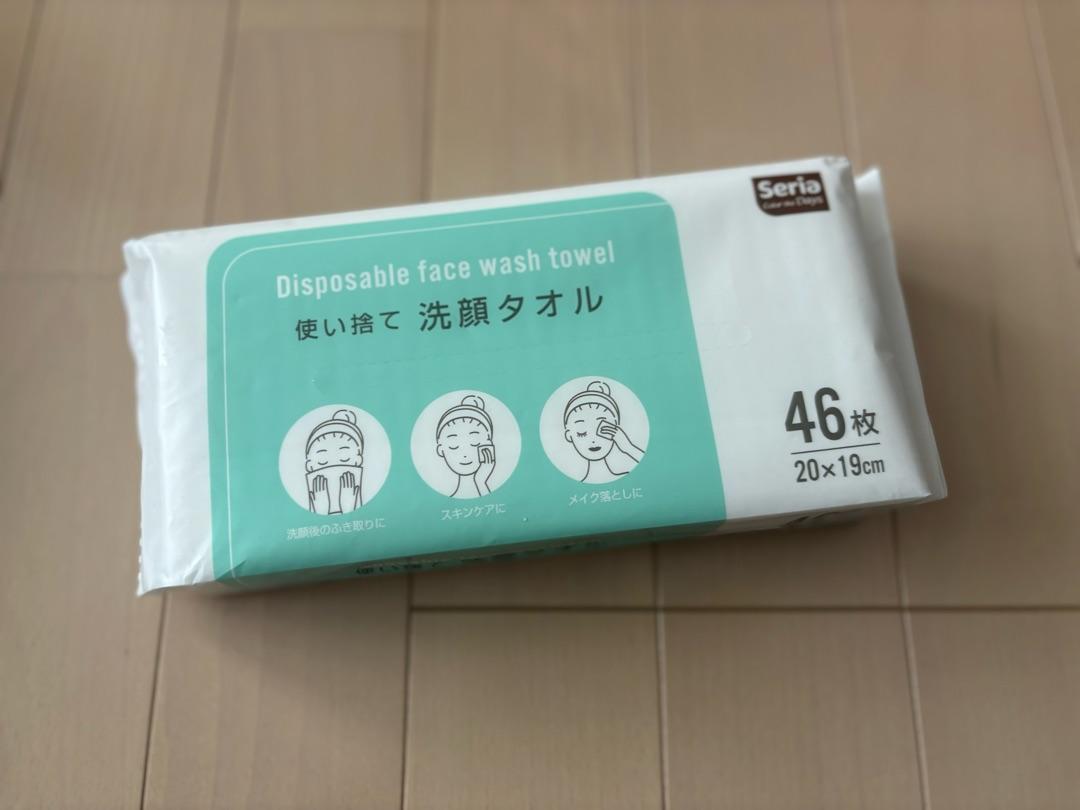 Seria
Color the Days
Disposable face wash towel
使い捨て 洗顔タオル
46枚
20×19cm
洗顔後のふき取りに
スキンケアに
メイク落としに